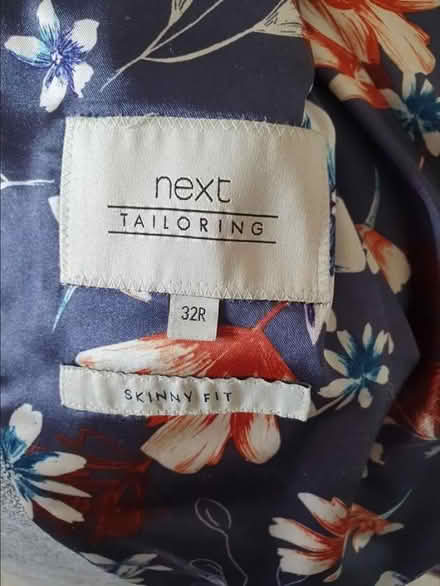 next
TAILORING
32R
SKINNY FIT